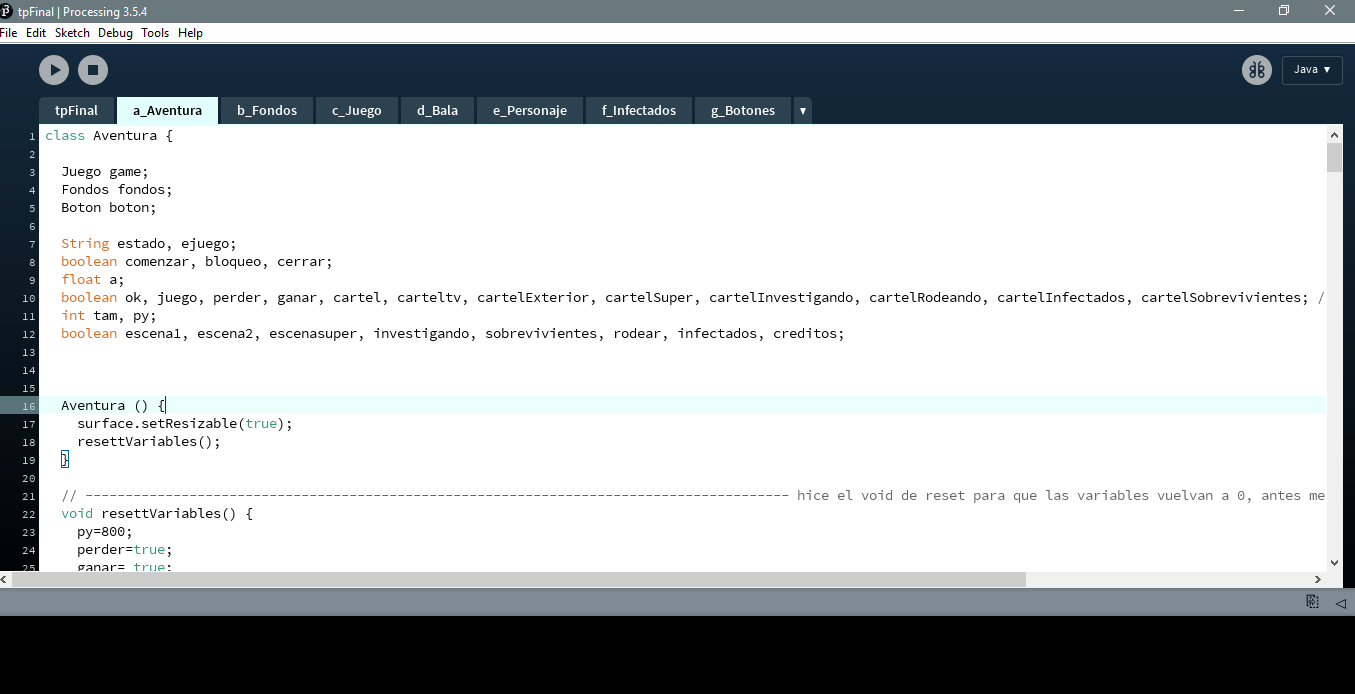 tpFinal | Processing 3.5.4
File Edit Sketch Debug Tools Help
Java ▼
tpFinal a_Aventura b_Fondos c_Juego d_Bala e_Personaje f_Infectados g_Botones ▼
1 class Aventura {
2
3 Juego game;
4 Fondos fondos;
5 Boton boton;
6
7 String estado, ejuego;
8 boolean comenzar, bloqueo, cerrar;
9 float a;
10 boolean ok, juego, perder, ganar, cartel, carteltv, cartelExterior, cartelSuper, cartelInvestigando, cartelRodeando, cartelInfectados, cartelSobrevivientes; /
11 int tam, py;
12 boolean escena1, escena2, escenasuper, investigando, sobrevivientes, rodear, infectados, creditos;
13
14
15
16 Aventura () {
17 surface.setResizable(true);
18 resettVariables();
19 }
20
21 // ---------------------------------------------------------------------------------------- hice el void de reset para que las variables vuelvan a 0, antes me
22 void resettVariables() {
23 py=800;
24 perder=true;
25 ganar= true;